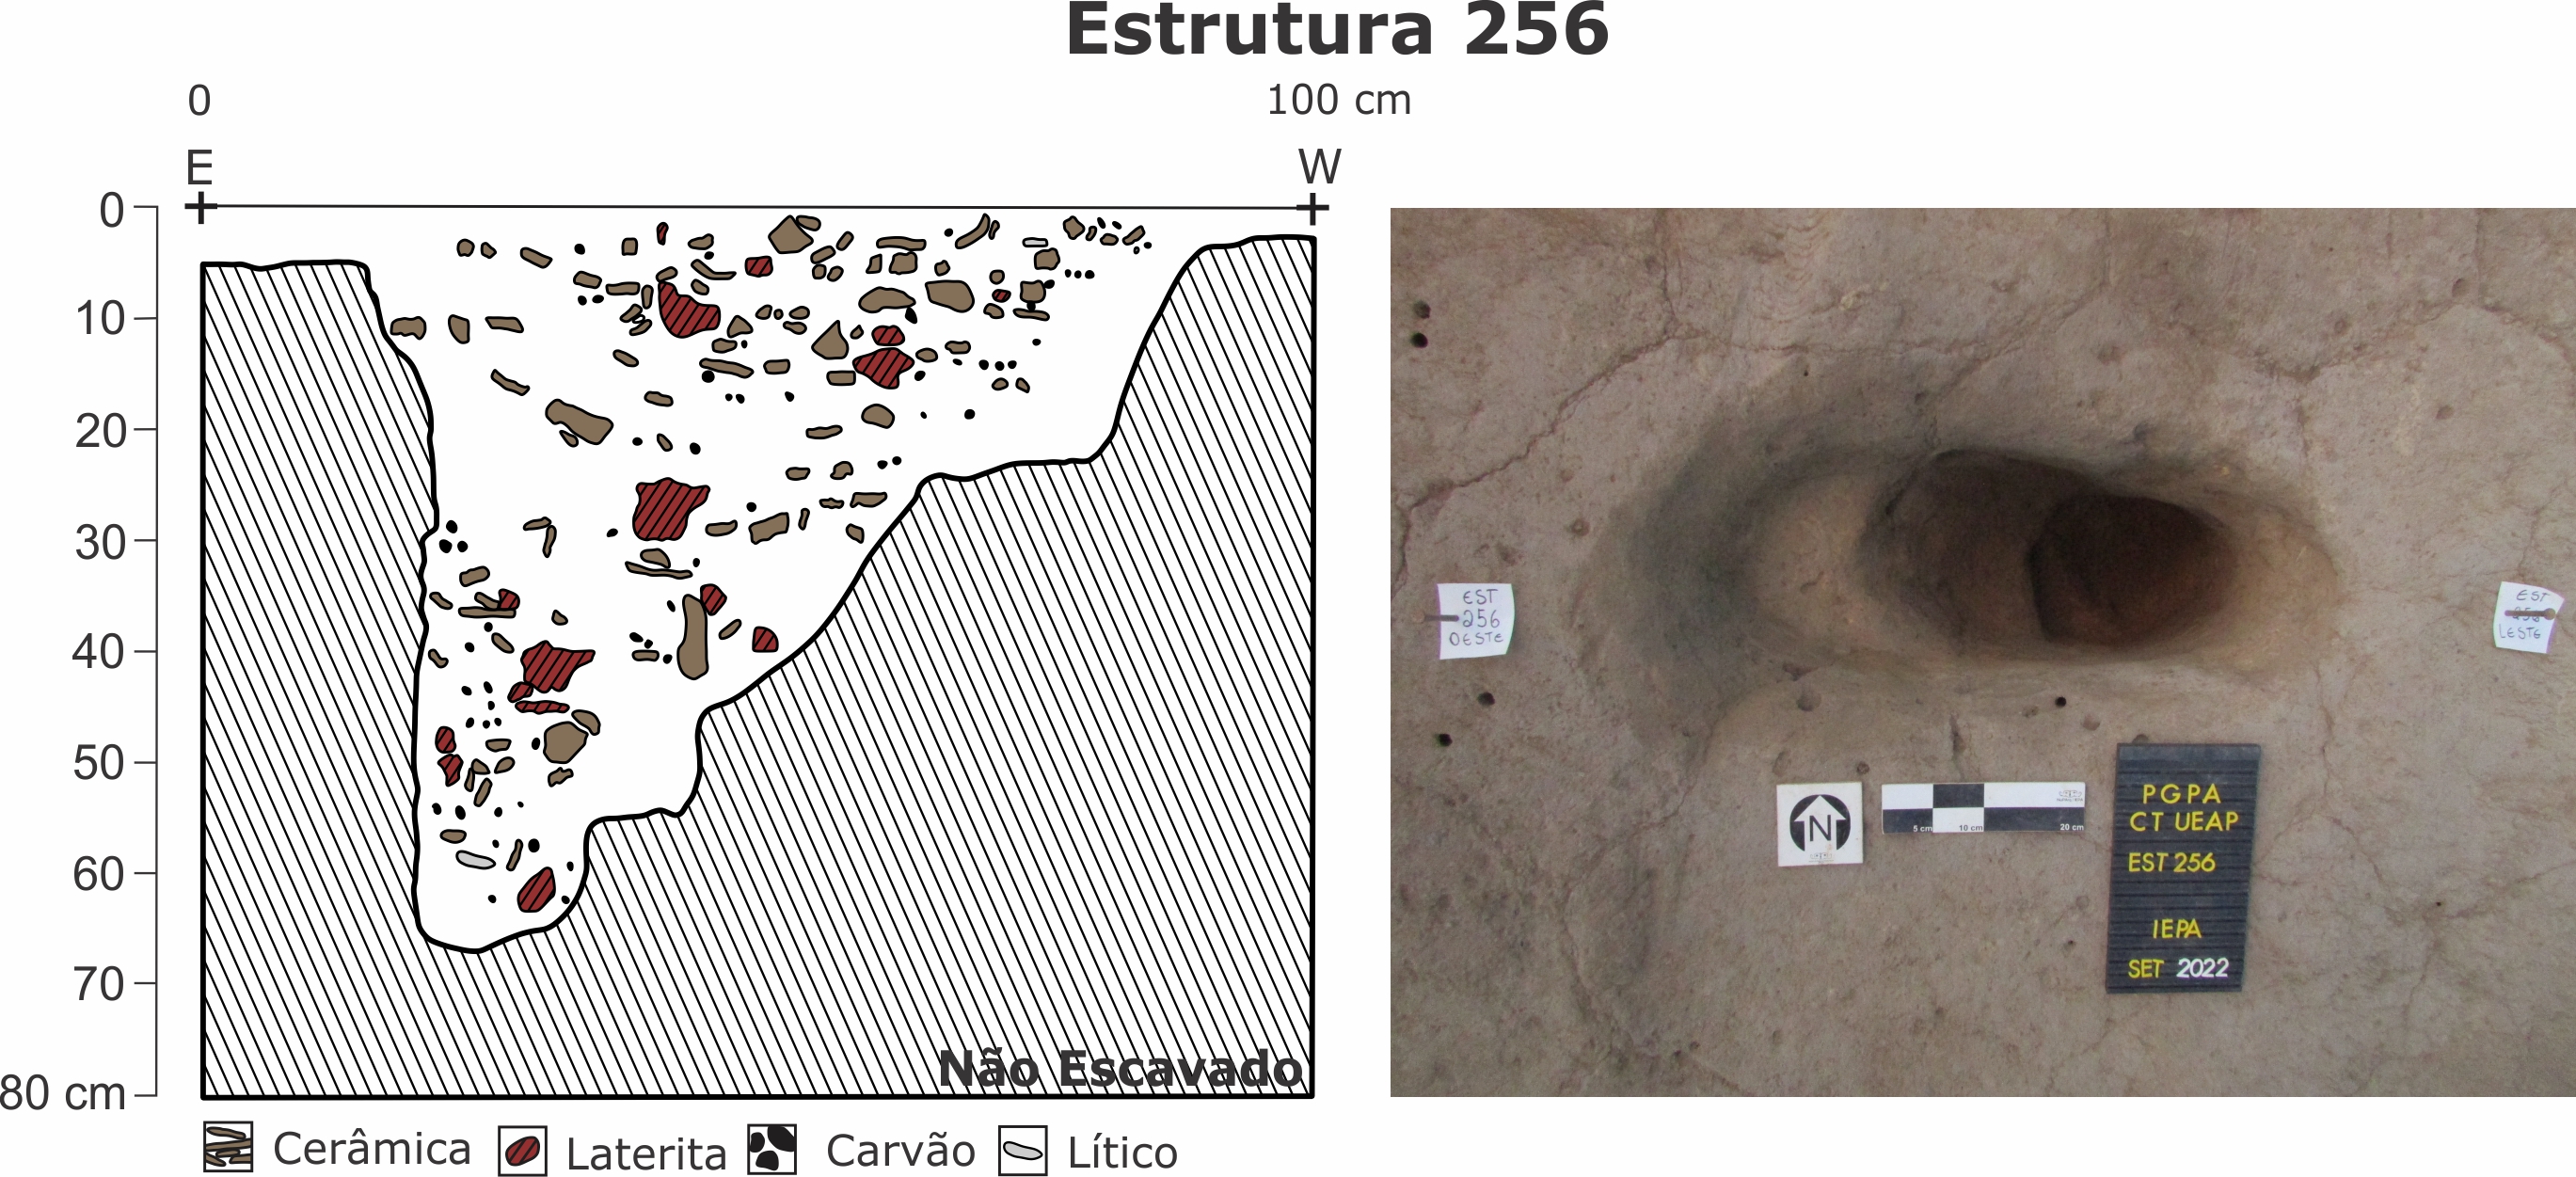 Estrutura 256
0
100 cm
E
W
0
10
20
30
40
50
60
70
80 cm
Não Escavado
Cerâmica
Laterita
Carvão
Lítico
EST
256
OESTE
EST
LESTE
N
5 cm
10 cm
20 cm
PGPA
CT UEAP
EST 256
IEPA
SET 2022